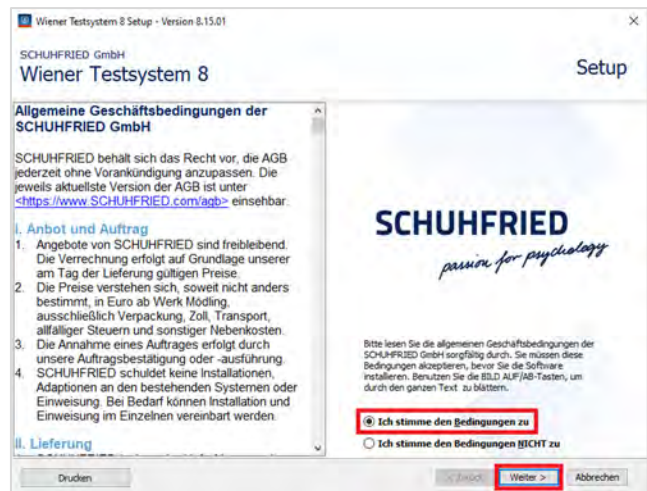 Wiener Testsystem 8 Setup - Version 8.15.01
SCHUHFRIED GmbH
Wiener Testsystem 8
Setup
Allgemeine Geschäftsbedingungen der
SCHUHFRIED GmbH
SCHUHFRIED behält sich das Recht vor, die AGB
jederzeit ohne Vorankündigung anzupassen. Die
jeweils aktuellste Version der AGB ist unter
<https://www.SCHUHFRIED.com/agb> einsehbar.
I. Anbot und Auftrag
1. Angebote von SCHUHFRIED sind freibleibend.
Die Verrechnung erfolgt auf Grundlage unserer
am Tag der Lieferung gültigen Preise.
2. Die Preise verstehen sich, soweit nicht anders
bestimmt, in Euro ab Werk Mödling,
ausschließlich Verpackung, Zoll, Transport,
allfälliger Steuern und sonstiger Nebenkosten.
3. Die Annahme eines Auftrages erfolgt durch
unsere Auftragsbestätigung oder -ausführung.
4. SCHUHFRIED schuldet keine Installationen,
Adaptionen an den bestehenden Systemen oder
Einweisung. Bei Bedarf können Installation und
Einweisung im Einzelnen vereinbart werden.
II. Lieferung
SCHUHFRIED
passion for psychology
Bitte lesen Sie die allgemeinen Geschäftsbedingungen der
SCHUHFRIED GmbH sorgfältig durch. Sie müssen diese
Bedingungen akzeptieren, bevor Sie die Software
installieren. Benutzen Sie die BILD AUF/AB-Tasten, um
durch den ganzen Text zu blättern.
Ich stimme den Bedingungen zu
Ich stimme den Bedingungen NICHT zu
Drucken
< Zurück
Weiter >
Abbrechen